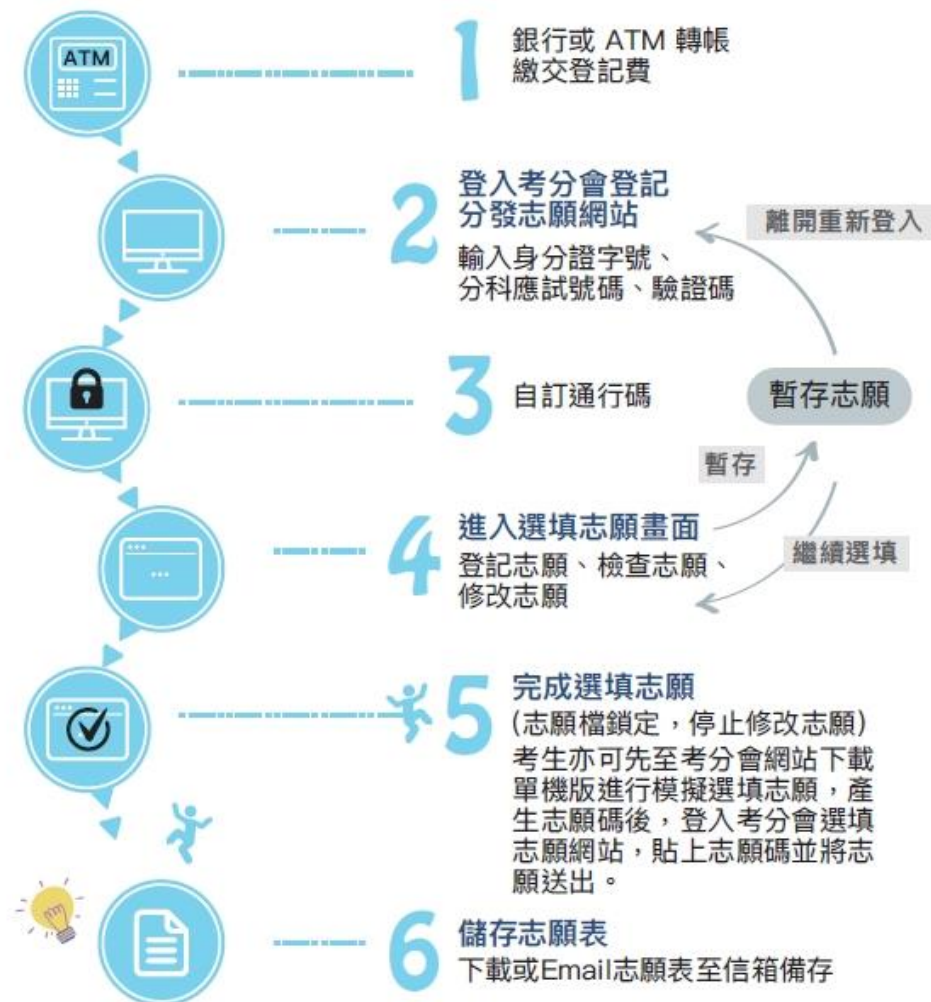 ATM
1
銀行或 ATM 轉帳
繳交登記費
2
登入考分會登記
分發志願網站
輸入身分證字號、
分科應試號碼、驗證碼
離開重新登入
3
自訂通行碼
暫存志願
暫存
4
進入選填志願畫面
登記志願、檢查志願、
修改志願
繼續選填
5
完成選填志願
(志願檔鎖定，停止修改志願)
考生亦可先至考分會網站下載
單機版進行模擬選填志願，產
生志願碼後，登入考分會選填
志願網站，貼上志願碼並將志
願送出。
6
儲存志願表
下載或Email志願表至信箱備存